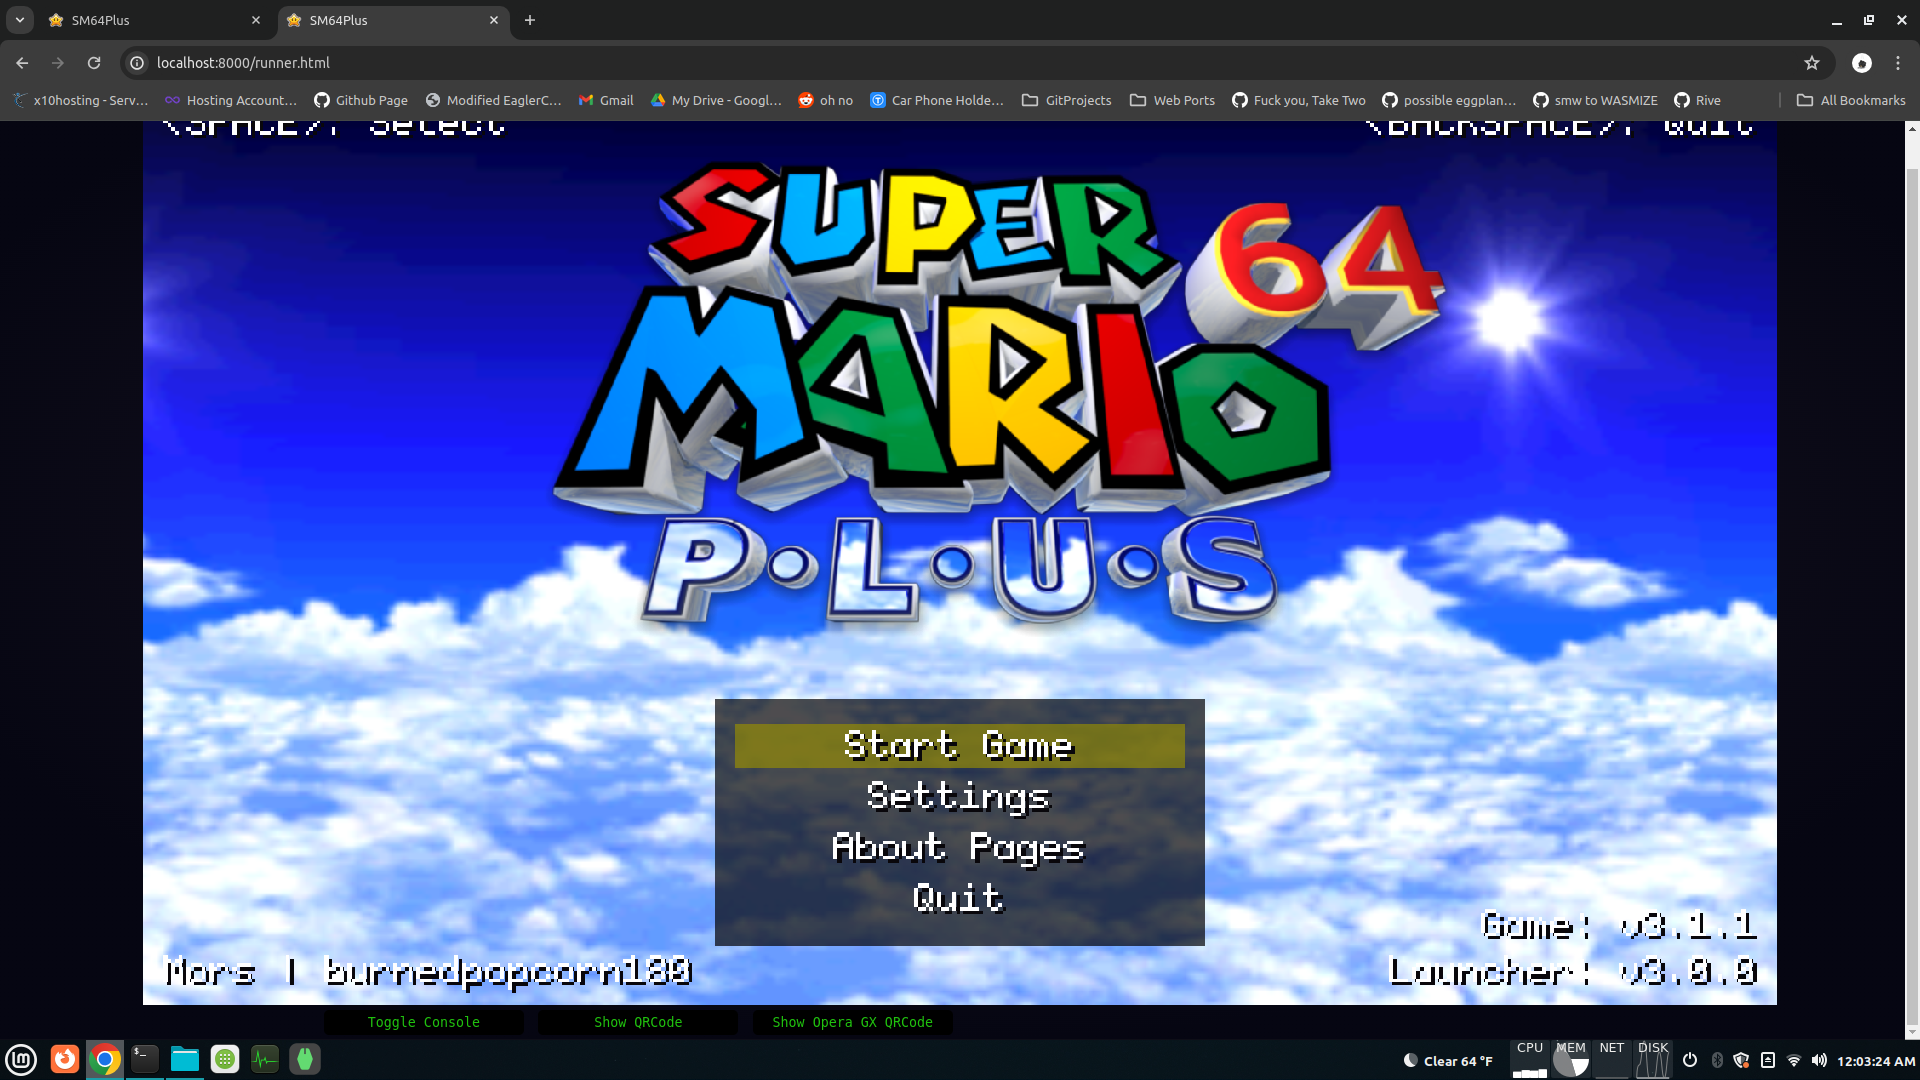 SM64Plus
SM64Plus
localhost:8000/runner.html
x10hosting - Serv...
Hosting Account...
Github Page
Modified EaglerC...
Gmail
My Drive - Googl...
oh no
Car Phone Holde...
GitProjects
Web Ports
Fuck you, Take Two
possible eggplan...
smw to WASMIZE
Rive
All Bookmarks
<SPACE>: Select
<BACKSPACE>: Quit
SUPER
MARIO 64
P·L·U·S
Start Game
Settings
About Pages
Quit
Game: v3.1.1
Mors | burnedpopcorn180
Launcher: v3.0.0
Toggle Console
Show QRCode
Show Opera GX QRCode
Clear 64 °F
CPU
MEM
NET
DISK
12:03:24 AM